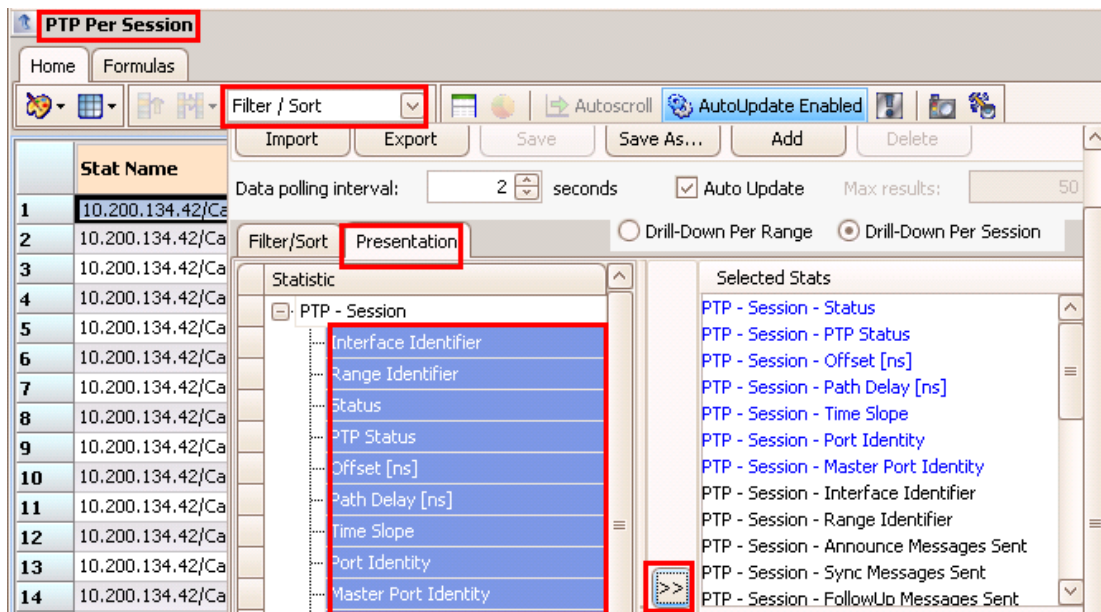 PTP Per Session
Home Formulas
Filter / Sort Autoscroll AutoUpdate Enabled
Import Export Save Save As... Add Delete
Data polling interval: 2 seconds Auto Update Max results: 50
Filter/Sort Presentation Drill-Down Per Range Drill-Down Per Session
Stat Name
1 10.200.134.42/Ca
2 10.200.134.42/Ca
3 10.200.134.42/Ca
4 10.200.134.42/Ca
5 10.200.134.42/Ca
6 10.200.134.42/Ca
7 10.200.134.42/Ca
8 10.200.134.42/Ca
9 10.200.134.42/Ca
10 10.200.134.42/Ca
11 10.200.134.42/Ca
12 10.200.134.42/Ca
13 10.200.134.42/Ca
14 10.200.134.42/Ca
Statistic
PTP - Session
Interface Identifier
Range Identifier
Status
PTP Status
Offset [ns]
Path Delay [ns]
Time Slope
Port Identity
Master Port Identity
>>
Selected Stats
PTP - Session - Status
PTP - Session - PTP Status
PTP - Session - Offset [ns]
PTP - Session - Path Delay [ns]
PTP - Session - Time Slope
PTP - Session - Port Identity
PTP - Session - Master Port Identity
PTP - Session - Interface Identifier
PTP - Session - Range Identifier
PTP - Session - Announce Messages Sent
PTP - Session - Sync Messages Sent
PTP - Session - FollowUp Messages Sent